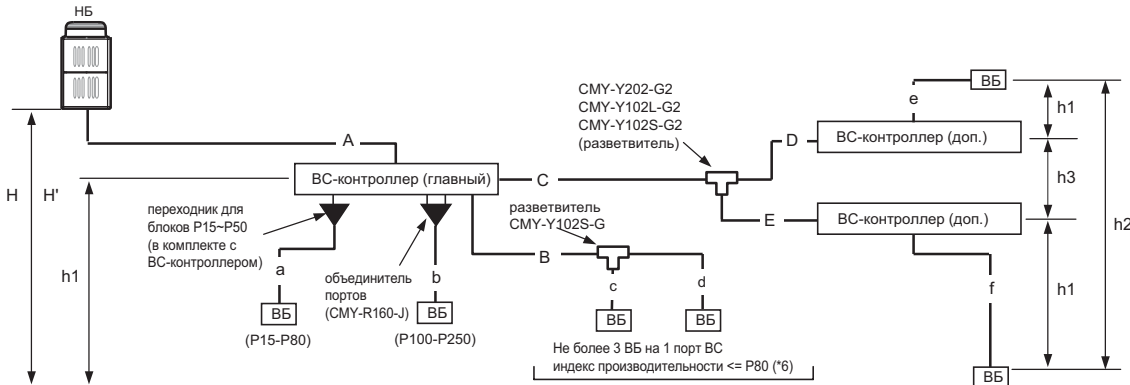 НБ
CMY-Y202-G2
CMY-Y102L-G2
CMY-Y102S-G2
(разветвитель)
ВБ
e
h1
A
D
ВС-контроллер (доп.)
H
H'
ВС-контроллер (главный)
C
h3
h2
переходник для
блоков P15~P50
(в комплекте с
ВС-контроллером)
разветвитель
CMY-Y102S-G
E
ВС-контроллер (доп.)
h1
a
объединитель
портов
(CMY-R160-J)
b
B
c
d
f
h1
ВБ
(P15-P80)
ВБ
(P100-P250)
ВБ
ВБ
Не более 3 ВБ на 1 порт ВС
индекс производительности <= P80 (*6)
ВБ